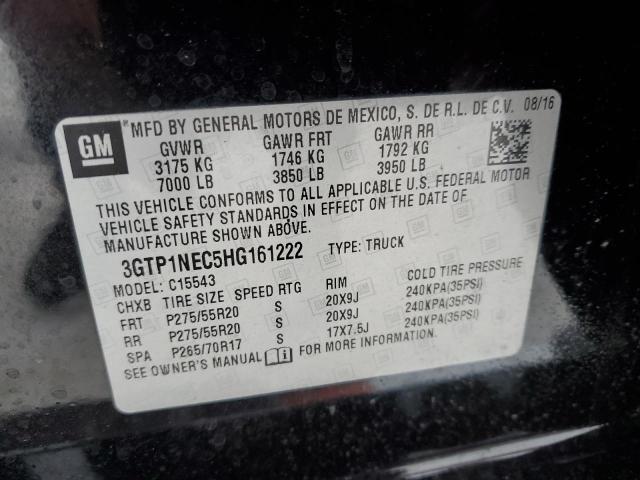 GM
*MFD BY GENERAL MOTORS DE MEXICO, S. DE R.L. DE C.V. 08/16
GVWR GAWR FRT GAWR RR
3175 KG 1746 KG 1792 KG
7000 LB 3850 LB 3950 LB
THIS VEHICLE CONFORMS TO ALL APPLICABLE U.S. FEDERAL MOTOR
VEHICLE SAFETY STANDARDS IN EFFECT ON THE DATE OF
MANUFACTURE SHOWN ABOVE.
3GTP1NEC5HG161222 TYPE: TRUCK
MODEL: C15543
CHXB TIRE SIZE SPEED RTG RIM COLD TIRE PRESSURE
FRT P275/55R20 S 20X9J 240KPA(35PSI)
RR P275/55R20 S 20X9J 240KPA(35PSI)
SPA P265/70R17 S 17X7.5J 240KPA(35PSI)
SEE OWNER'S MANUAL FOR MORE INFORMATION.